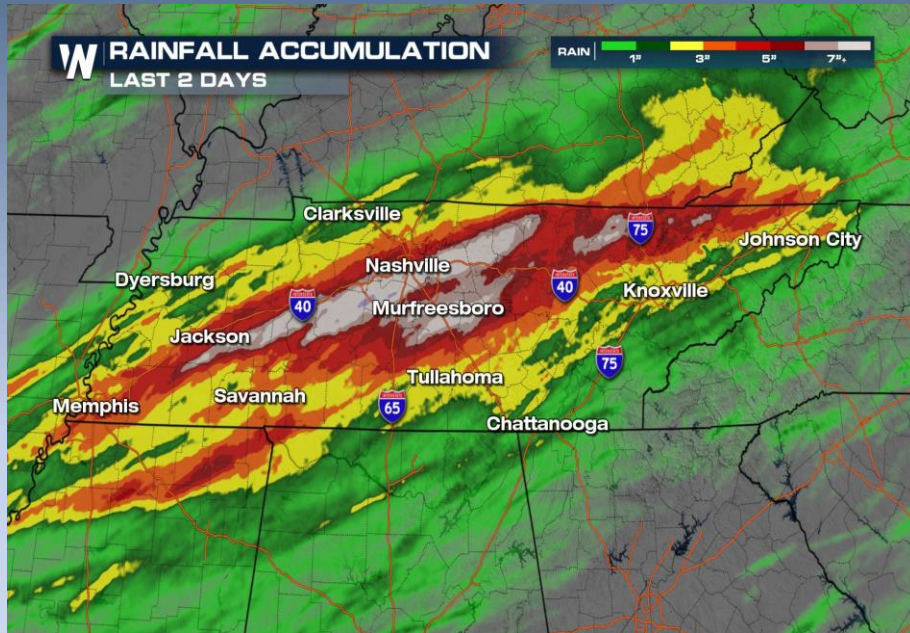 W RAINFALL ACCUMULATION
LAST 2 DAYS
RAIN 1" 3" 5" 7"+
Clarksville
75
Johnson City
Nashville
Dyersburg
40
Knoxville
40
Murfreesboro
Jackson
75
Tullahoma
Savannah
Memphis
65
Chattanooga